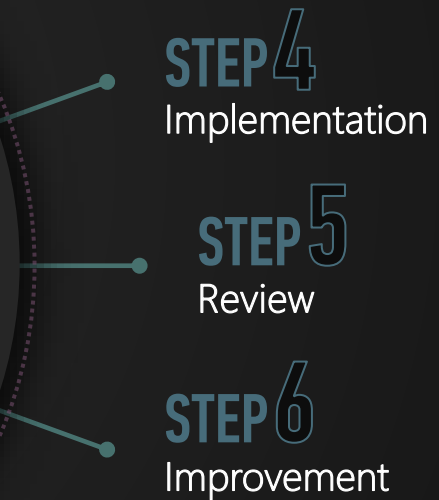 STEP 4
Implementation
STEP 5
Review
STEP 6
Improvement